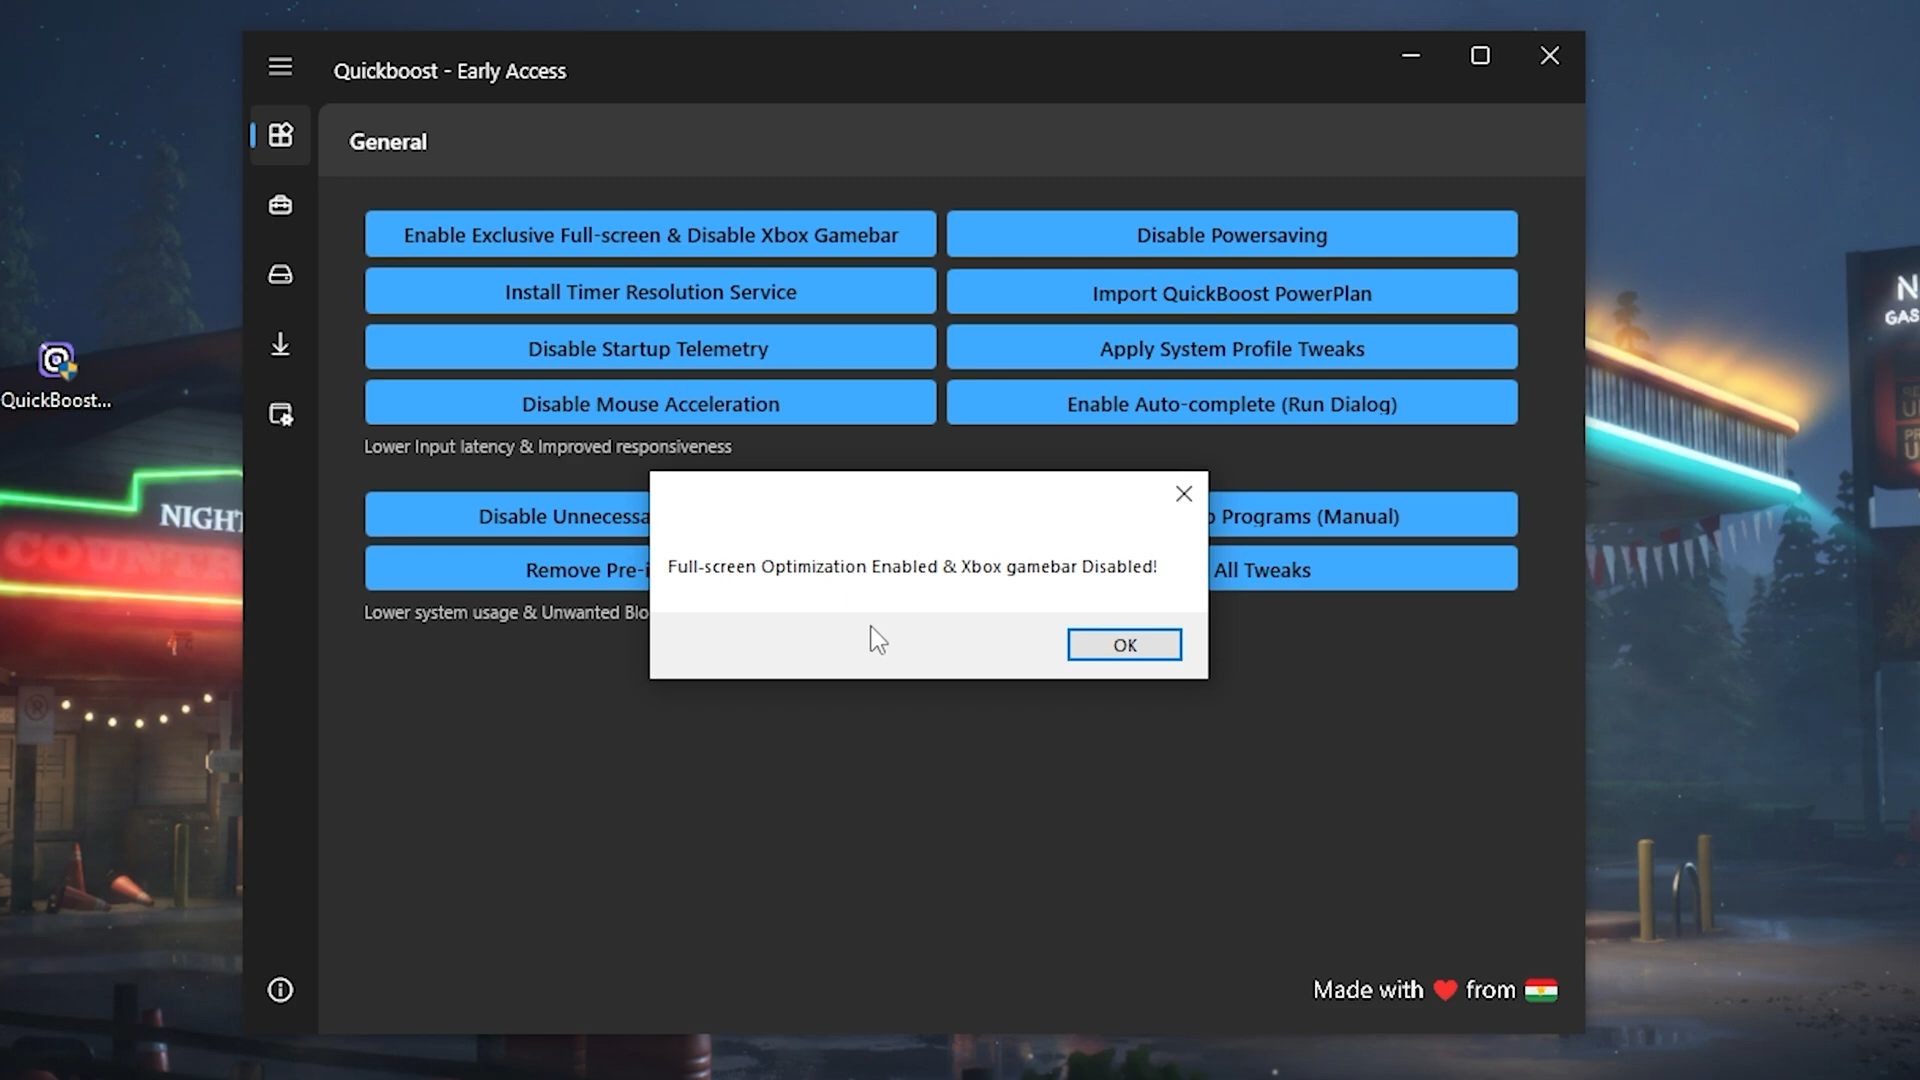 Quickboost - Early Access
General
Enable Exclusive Full-screen & Disable Xbox Gamebar
Disable Powersaving
Install Timer Resolution Service
Import QuickBoost PowerPlan
Disable Startup Telemetry
Apply System Profile Tweaks
Disable Mouse Acceleration
Enable Auto-complete (Run Dialog)
Lower Input latency & Improved responsiveness
Disable
Programs (Manual)
Remove
All Tweaks
Lower system usage & Unwanted
Full-screen Optimization Enabled & Xbox gamebar Disabled!
OK
QuickBoost...
NIGHT
COUNTR
GAS
Made with ❤️ from